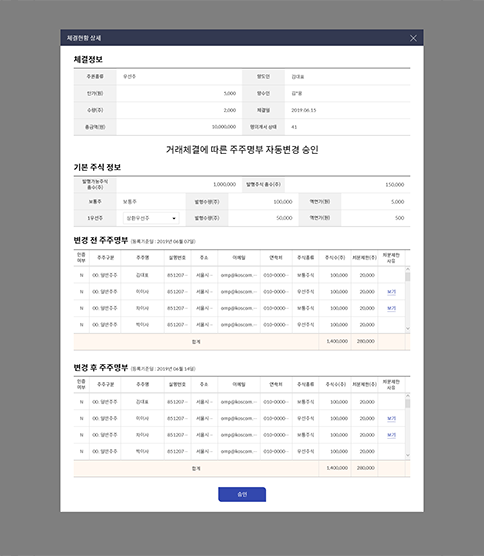 체결현황 상세
체결정보
주권종류 우선주 양도인 김대표
단가(원) 5,000 양수인 김*울
수량(주) 2,000 체결일 2019.06.15
총금액(원) 10,000,000 합의계서 상태 41
거래체결에 따른 주주명부 자동변경 승인
기본 주식 정보
발행가능주식 총수(주) 1,000,000 발행주식 총수(주) 150,000
보통주 보통주 발행수량(주) 100,000 액면가(원) 5,000
1우선주 상환우선주 발행수량(주) 50,000 액면가(원) 500
변경 전 주주명부 (등록기준일 : 2019년 06월 07일)
인증여부 주주구분 주주명 실명번호 주소 이메일 연락처 주식종류 주식수(주) 처분제한(주) 처분제한 사유
N 00. 일반주주 김대표 851207··· 서울시 ··· omp@koscom.··· 010-0000-··· 보통주식 100,000 20,000
N 00. 일반주주 이이사 851207··· 서울시 ··· omp@koscom.··· 010-0000-··· 우선주식 100,000 20,000 보기
N 00. 일반주주 차이사 851207··· 서울시 ··· omp@koscom.··· 010-0000-··· 보통주식 100,000 20,000 보기
N 00. 일반주주 박이사 851207··· 서울시 ··· omp@koscom.··· 010-0000-··· 우선주식 100,000 20,000
합계 1,400,000 280,000
변경 후 주주명부 (등록기준일 : 2019년 06월 14일)
인증여부 주주구분 주주명 실명번호 주소 이메일 연락처 주식종류 주식수(주) 처분제한(주) 처분제한 사유
N 00. 일반주주 김대표 851207··· 서울시 ··· omp@koscom.··· 010-0000-··· 보통주식 100,000 20,000
N 00. 일반주주 이이사 851207··· 서울시 ··· omp@koscom.··· 010-0000-··· 우선주식 100,000 20,000 보기
N 00. 일반주주 차이사 851207··· 서울시 ··· omp@koscom.··· 010-0000-··· 보통주식 100,000 20,000 보기
N 00. 일반주주 박이사 851207··· 서울시 ··· omp@koscom.··· 010-0000-··· 우선주식 100,000 20,000
합계 1,400,000 280,000
승인